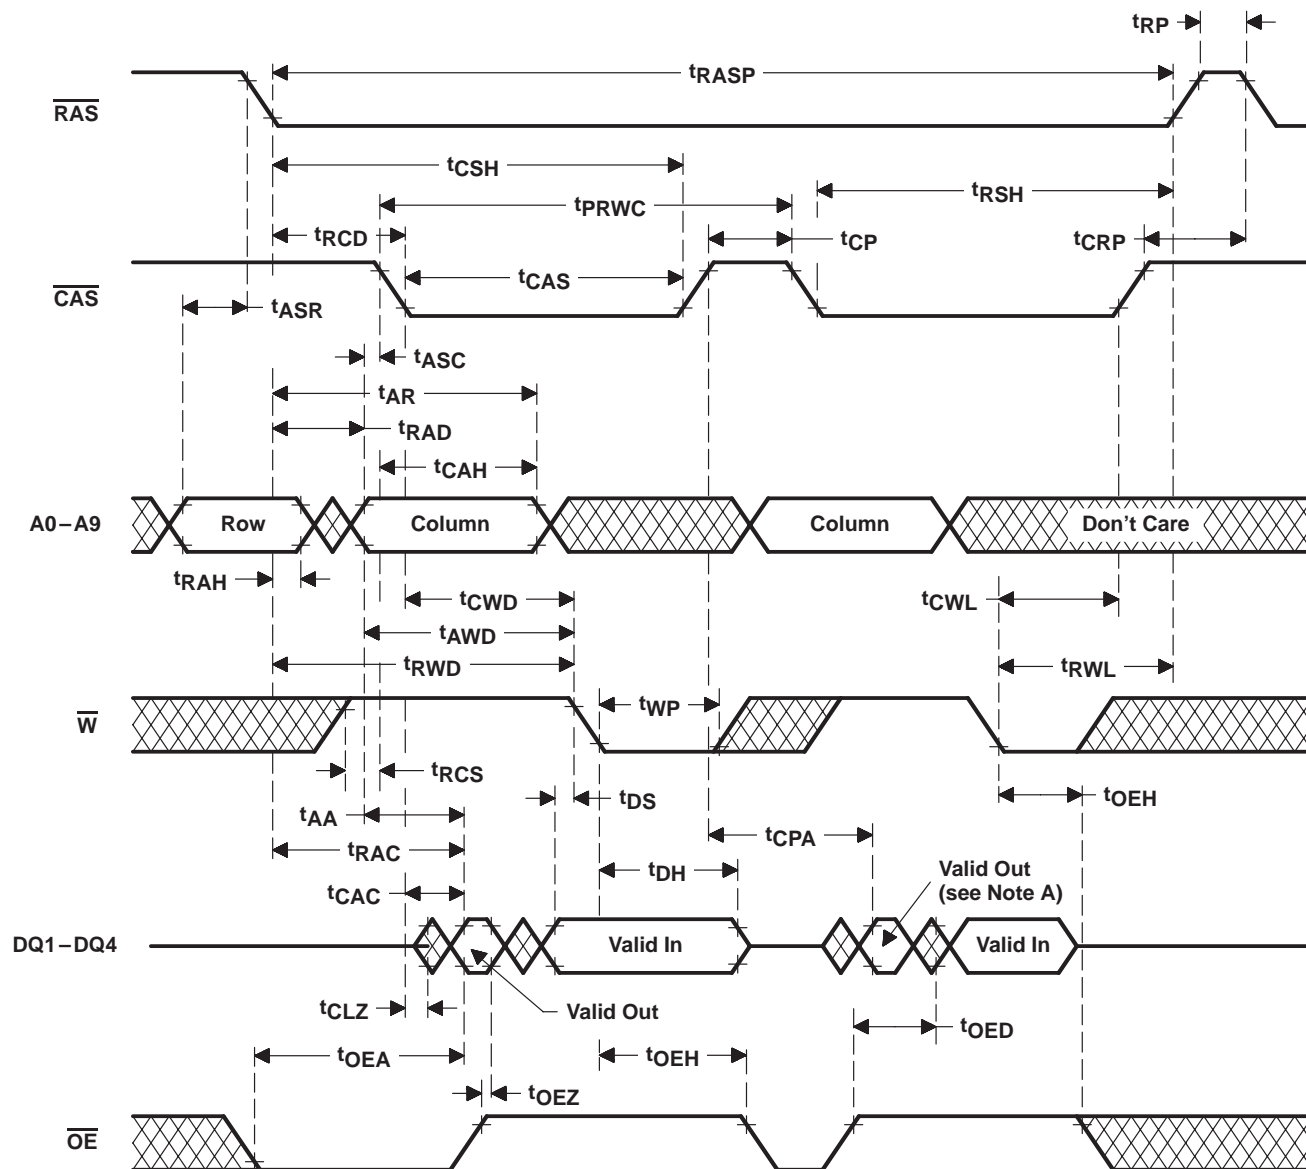 tRP
tRASP
RAS
tCSH
tRSH
tPRWC
tRCD
tCP
tCRP
tCAS
CAS
tASR
tASC
tAR
tRAD
tCAH
A0–A9
Row
Column
Column
Don't Care
tRAH
tCWD
tCWL
tAWD
tRWD
tRWL
W
tWP
tRCS
tDS
tOEH
tAA
tCPA
tRAC
tDH
Valid Out
(see Note A)
tCAC
DQ1–DQ4
Valid In
Valid In
tCLZ
Valid Out
tOED
tOEA
tOEH
tOEZ
OE